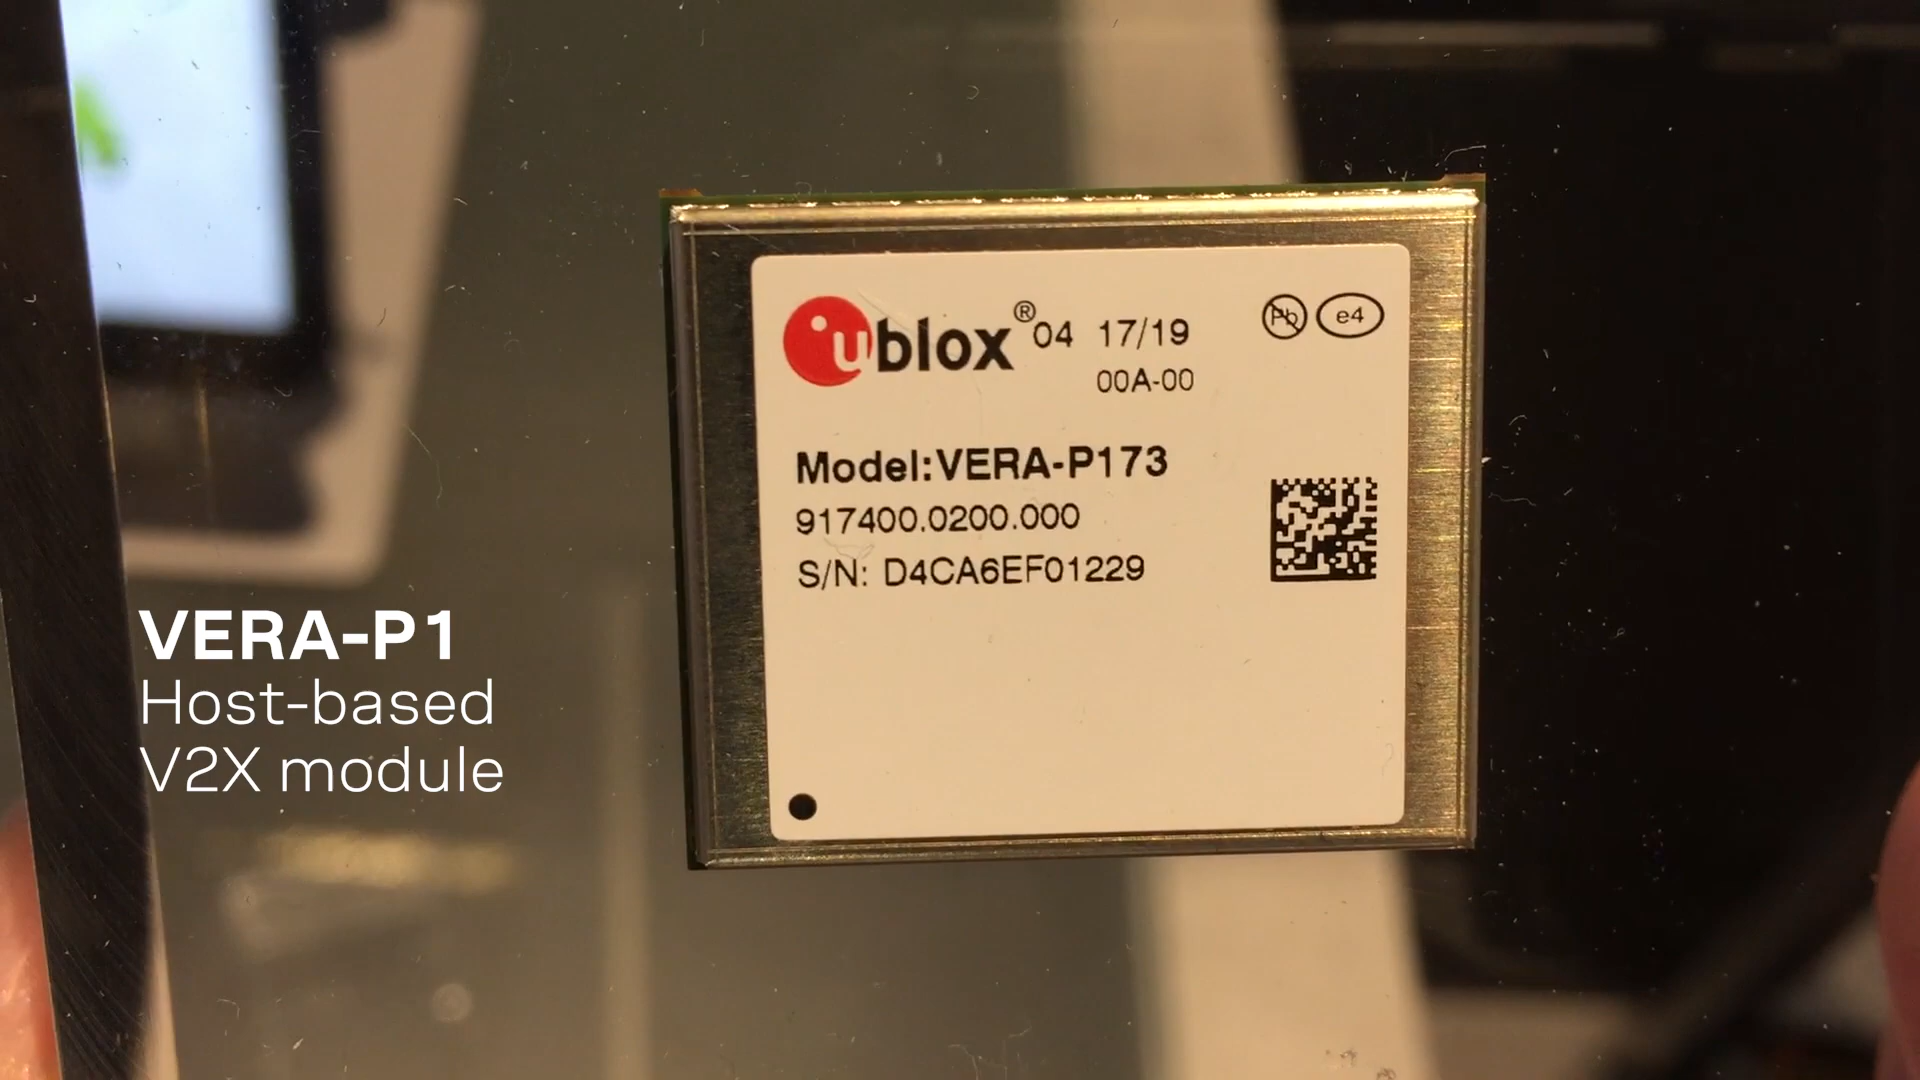 ublox® 04 17/19
00A-00
Pb
e4
Model:VERA-P173
917400.0200.000
S/N: D4CA6EF01229
VERA-P1
Host-based
V2X module